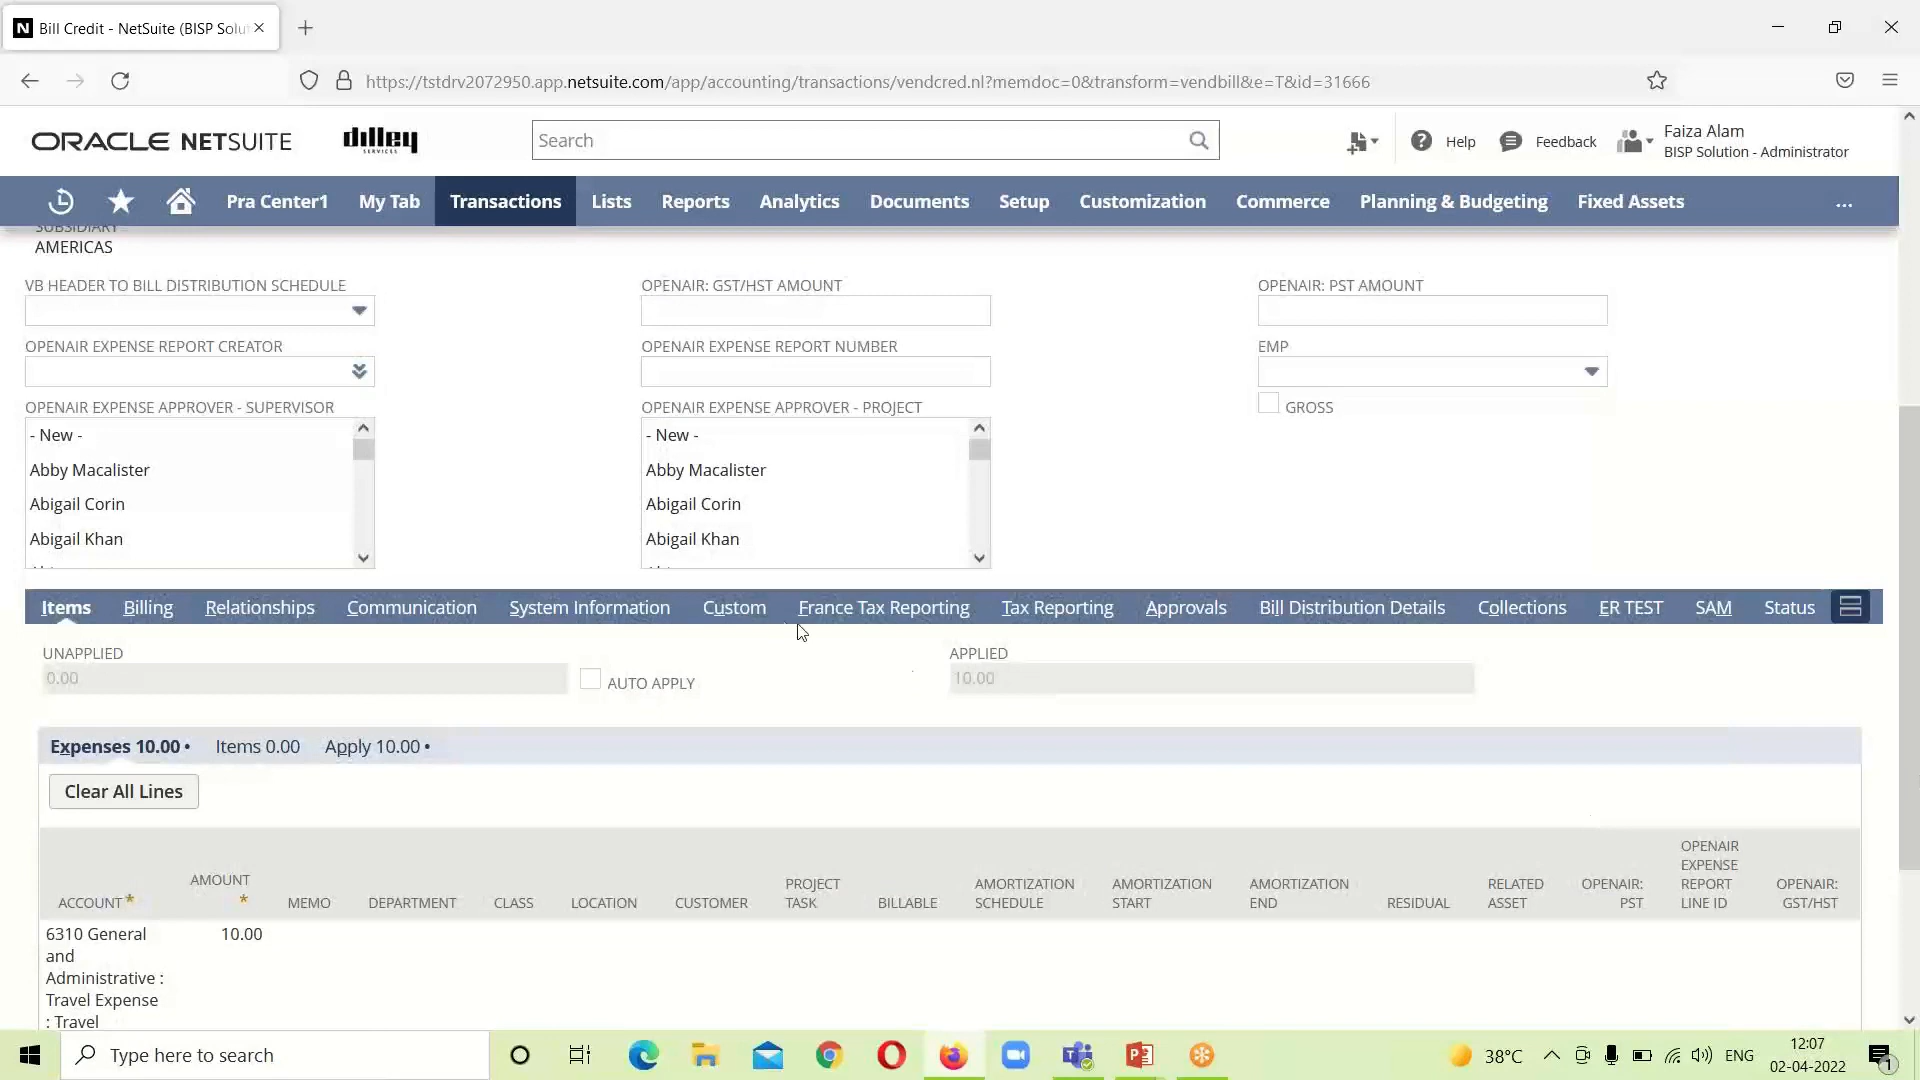 Bill Credit - NetSuite (BISP Solu
https://tstdrv2072950.app.netsuite.com/app/accounting/transactions/vendcred.nl?memdoc=0&transform=vendbill&e=T&id=31666
ORACLE NETSUITE
dilley
SERVICES
Search
Help
Feedback
Faiza Alam
BISP Solution - Administrator
Pra Center1 My Tab Transactions Lists Reports Analytics Documents Setup Customization Commerce Planning & Budgeting Fixed Assets ...
SUBSIDIARY
AMERICAS
VB HEADER TO BILL DISTRIBUTION SCHEDULE OPENAIR: GST/HST AMOUNT OPENAIR: PST AMOUNT
OPENAIR EXPENSE REPORT CREATOR OPENAIR EXPENSE REPORT NUMBER EMP
OPENAIR EXPENSE APPROVER - SUPERVISOR OPENAIR EXPENSE APPROVER - PROJECT GROSS
- New - - New -
Abby Macalister Abby Macalister
Abigail Corin Abigail Corin
Abigail Khan Abigail Khan
Items Billing Relationships Communication System Information Custom France Tax Reporting Tax Reporting Approvals Bill Distribution Details Collections ER TEST SAM Status
UNAPPLIED APPLIED
0.00 AUTO APPLY 10.00
Expenses 10.00 • Items 0.00 Apply 10.00 •
Clear All Lines
ACCOUNT *
AMOUNT *
MEMO
DEPARTMENT
CLASS
LOCATION
CUSTOMER
PROJECT
TASK
BILLABLE
AMORTIZATION
SCHEDULE
AMORTIZATION
START
AMORTIZATION
END
RESIDUAL
RELATED
ASSET
OPENAIR:
PST
OPENAIR
EXPENSE
REPORT
LINE ID
OPENAIR:
GST/HST
6310 General 10.00
and
Administrative :
Travel Expense
: Travel
Type here to search
38°C
ENG
12:07
02-04-2022
1